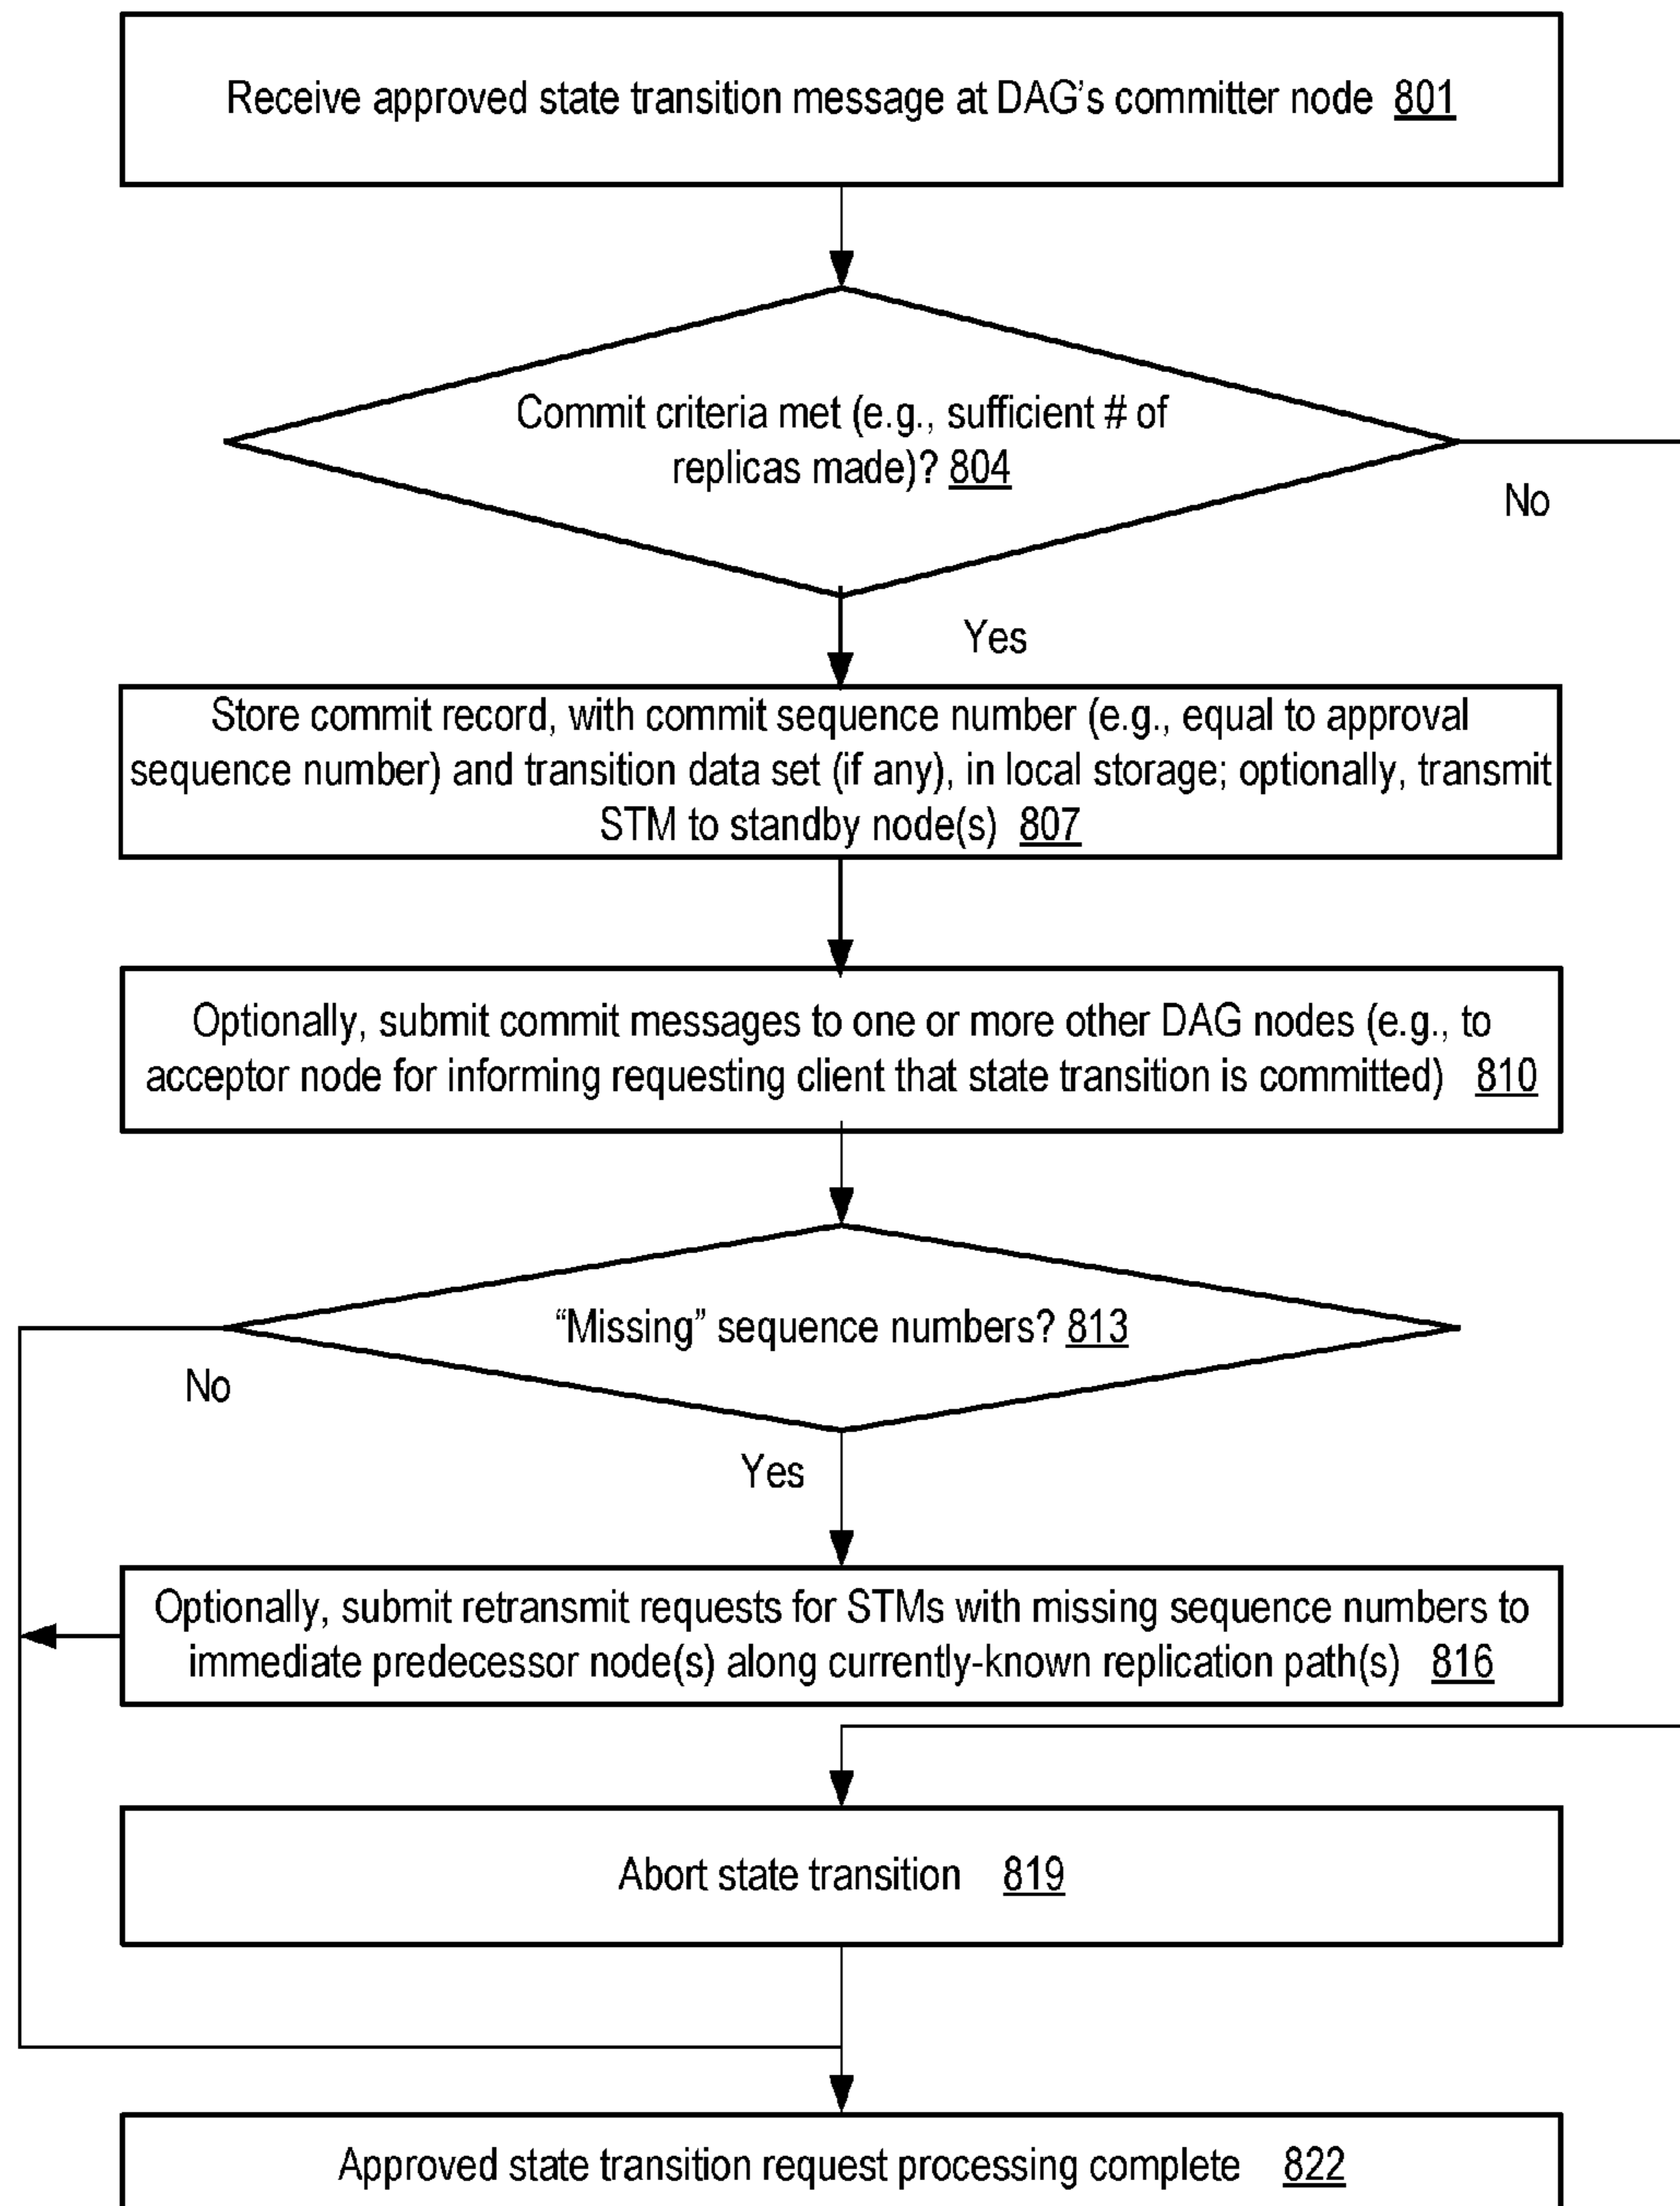 Receive approved state transition message at DAG's committer node 801
Commit criteria met (e.g., sufficient # of
replicas made)? 804
No
Yes
Store commit record, with commit sequence number (e.g., equal to approval
sequence number) and transition data set (if any), in local storage; optionally, transmit
STM to standby node(s) 807
Optionally, submit commit messages to one or more other DAG nodes (e.g., to
acceptor node for informing requesting client that state transition is committed) 810
“Missing” sequence numbers? 813
No
Yes
Optionally, submit retransmit requests for STMs with missing sequence numbers to
immediate predecessor node(s) along currently-known replication path(s) 816
Abort state transition 819
Approved state transition request processing complete 822